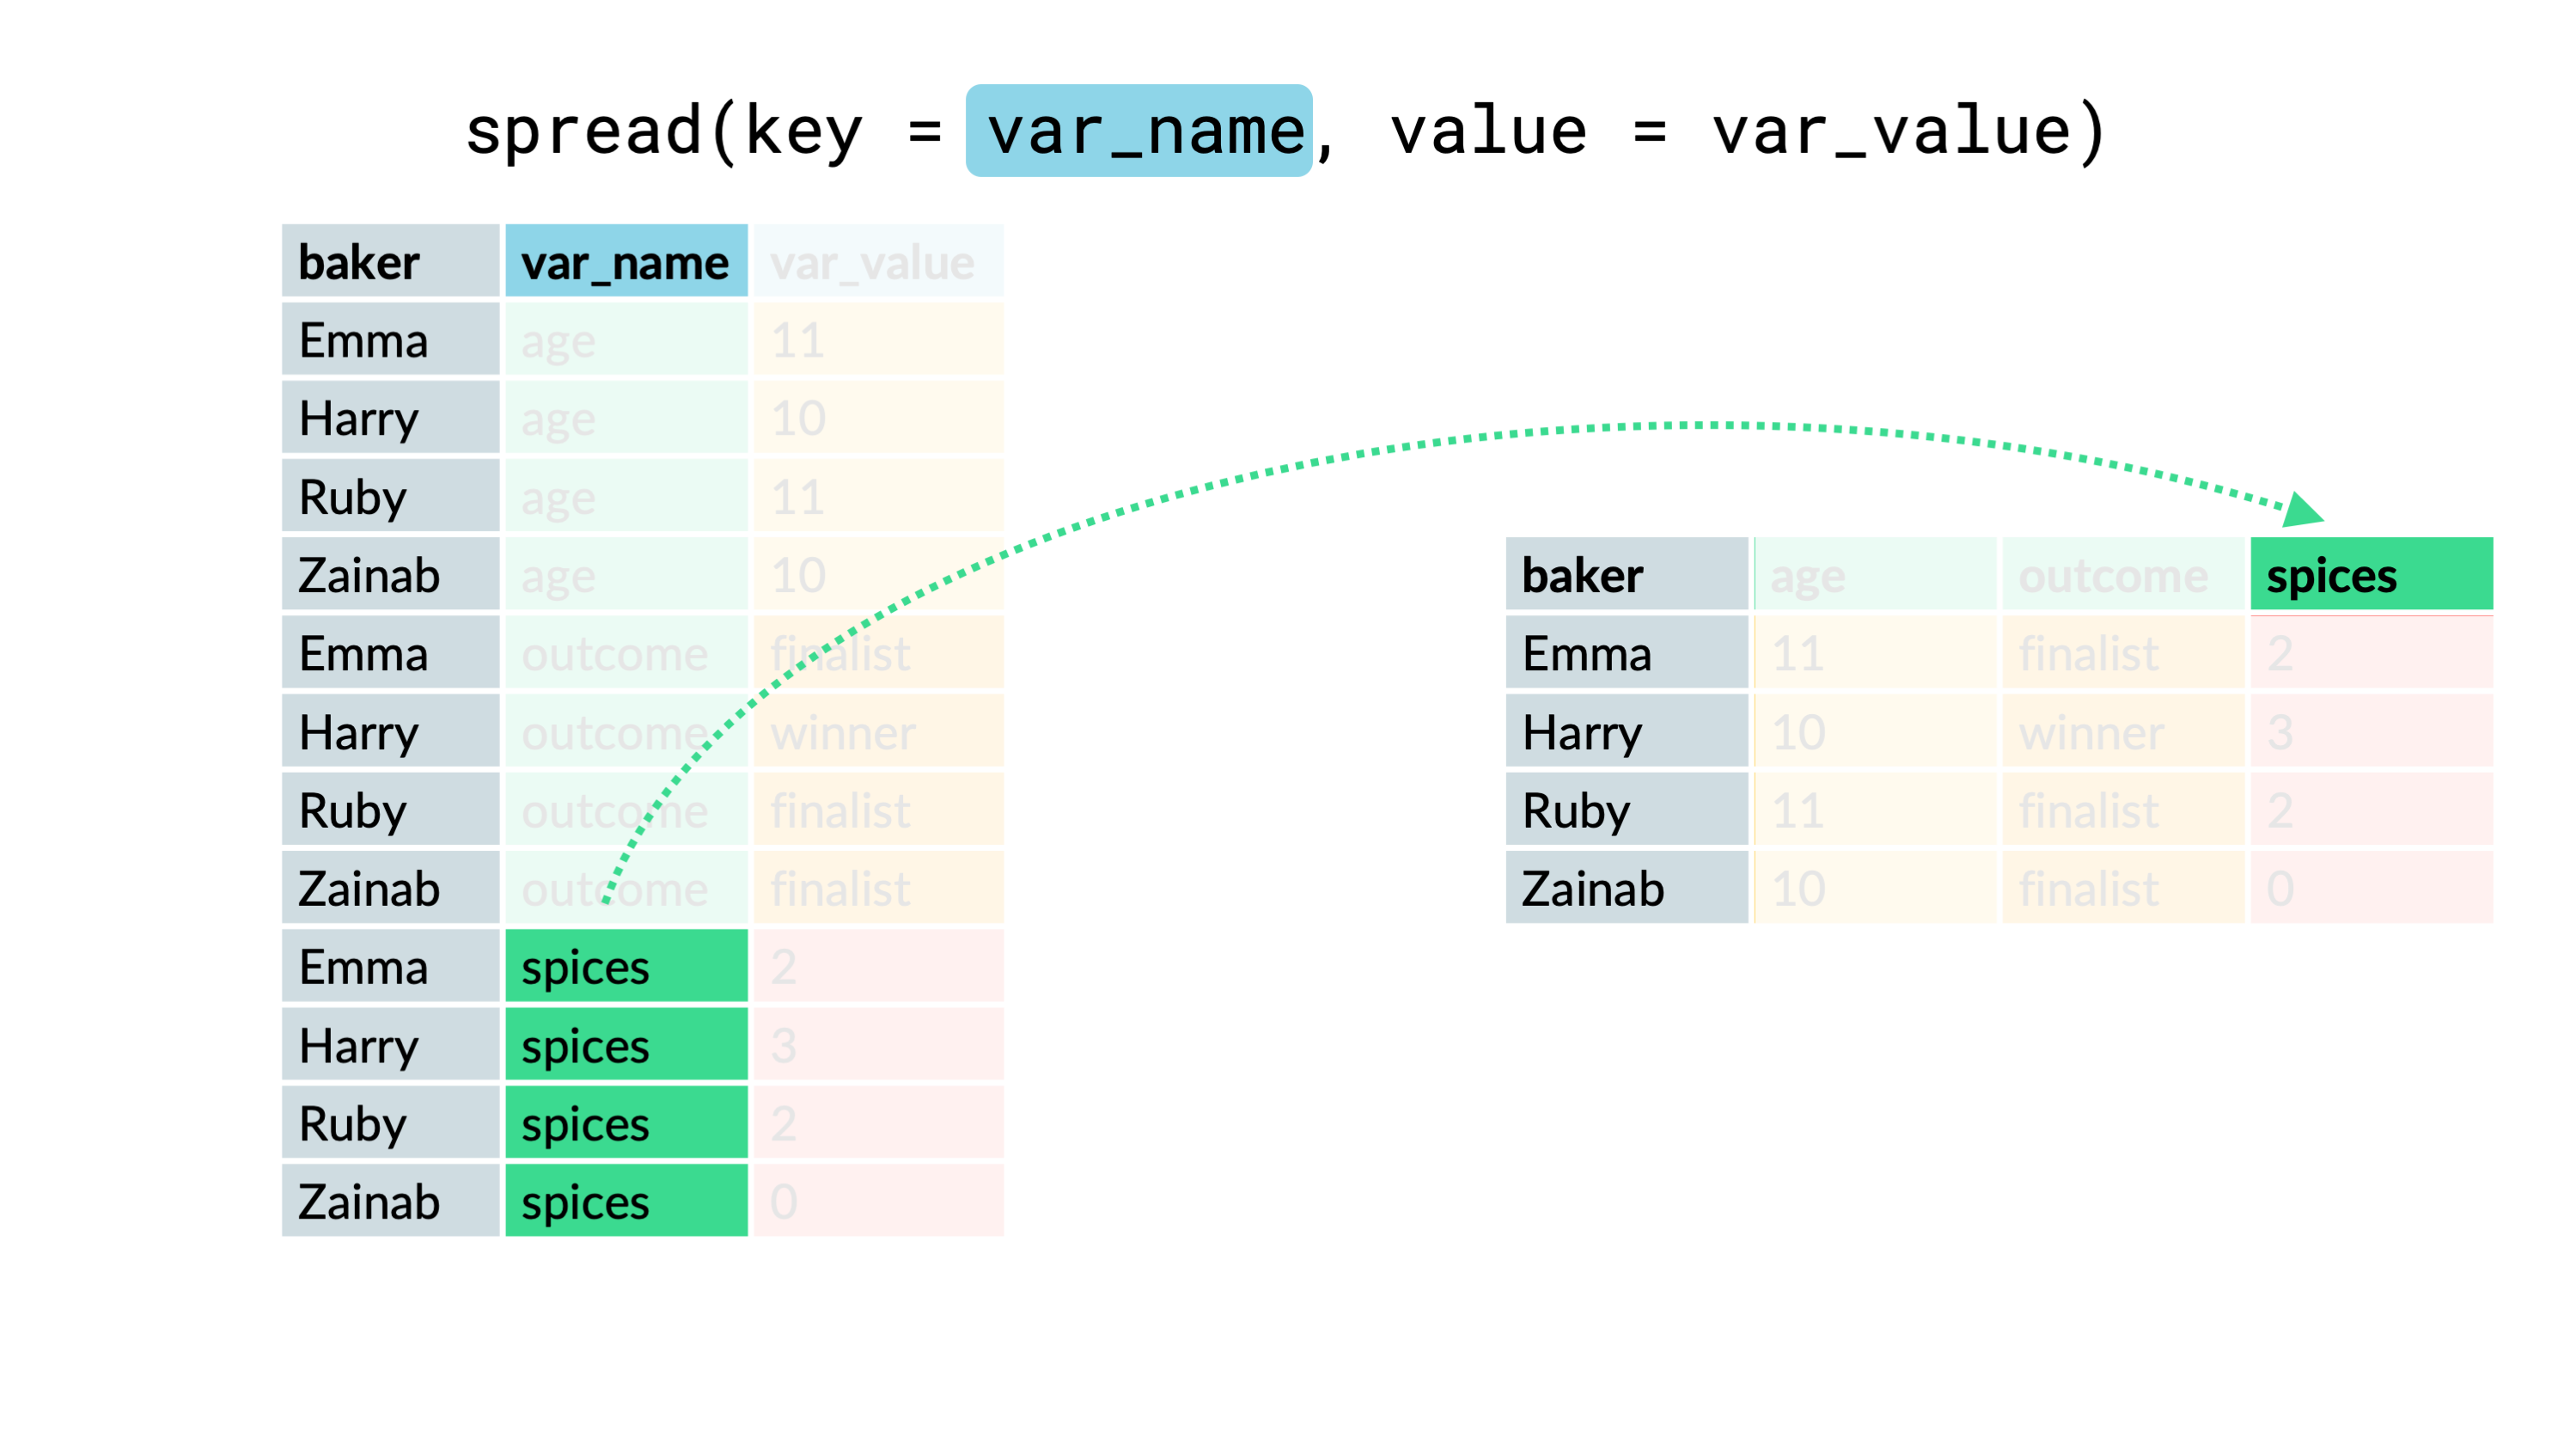 spread(key = var_name, value = var_value)
baker var_name var_value
Emma age 11
Harry age 10
Ruby age 11
Zainab age 10
Emma outcome finalist
Harry outcome winner
Ruby outcome finalist
Zainab outcome finalist
Emma spices 2
Harry spices 3
Ruby spices 2
Zainab spices 0
baker age outcome spices
Emma 11 finalist 2
Harry 10 winner 3
Ruby 11 finalist 2
Zainab 10 finalist 0